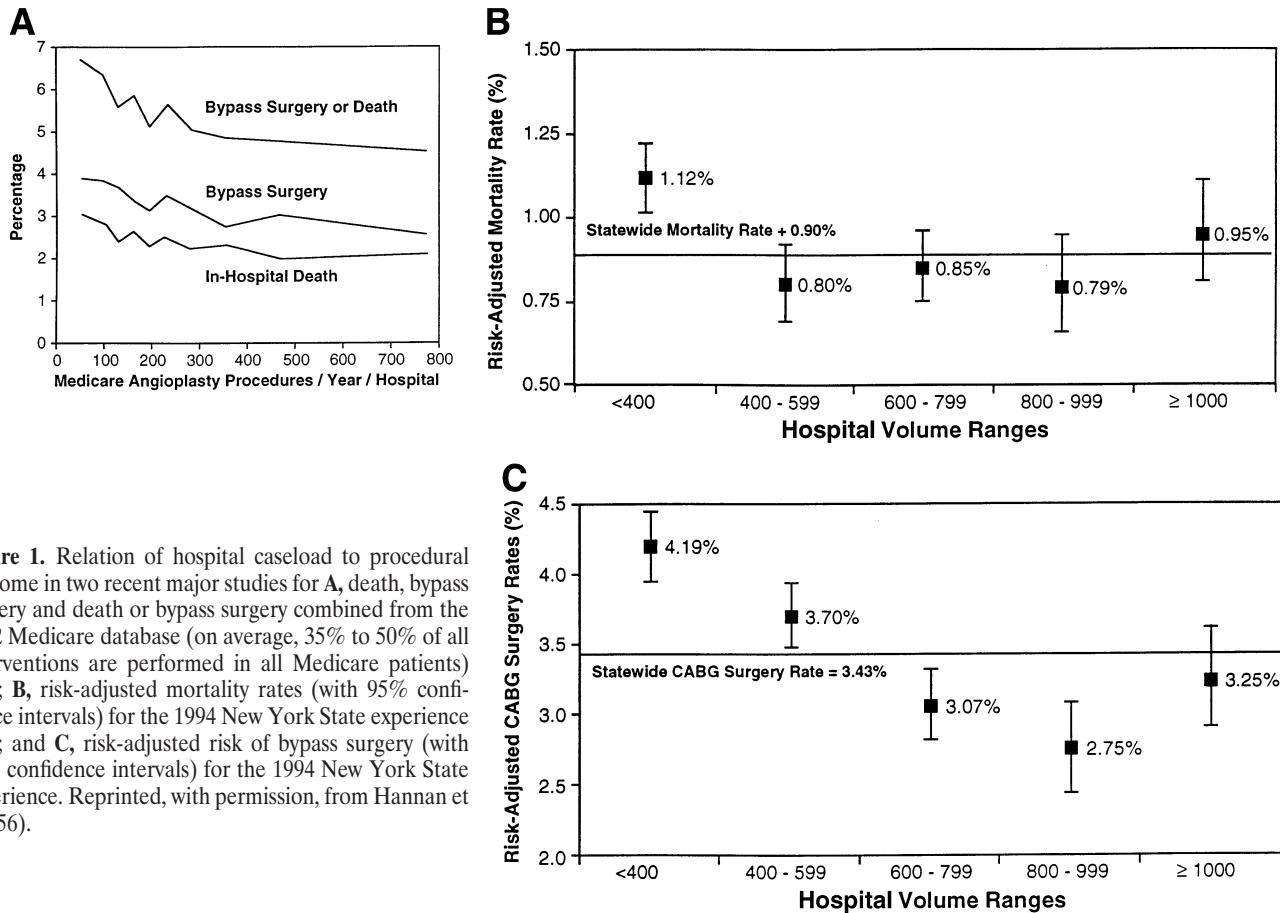 A
7
6
5
4
3
2
1
0
Percentage
Bypass Surgery or Death
Bypass Surgery
In-Hospital Death
0 100 200 300 400 500 600 700 800
Medicare Angioplasty Procedures / Year / Hospital
B
1.50
1.25
1.00
0.75
0.50
Risk-Adjusted Mortality Rate (%)
1.12%
Statewide Mortality Rate + 0.90%
0.80%
0.85%
0.79%
0.95%
<400 400 - 599 600 - 799 800 - 999 ≥ 1000
Hospital Volume Ranges
C
4.5
4.0
3.5
3.0
2.5
2.0
Risk-Adjusted CABG Surgery Rates (%)
4.19%
3.70%
Statewide CABG Surgery Rate = 3.43%
3.07%
2.75%
3.25%
<400 400 - 599 600 - 799 800 - 999 ≥ 1000
Hospital Volume Ranges
re 1. Relation of hospital caseload to procedural
ome in two recent major studies for A, death, bypass
ery and death or bypass surgery combined from the
2 Medicare database (on average, 35% to 50% of all
rventions are performed in all Medicare patients)
; B, risk-adjusted mortality rates (with 95% confi-
ce intervals) for the 1994 New York State experience
; and C, risk-adjusted risk of bypass surgery (with
confidence intervals) for the 1994 New York State
erience. Reprinted, with permission, from Hannan et
56).